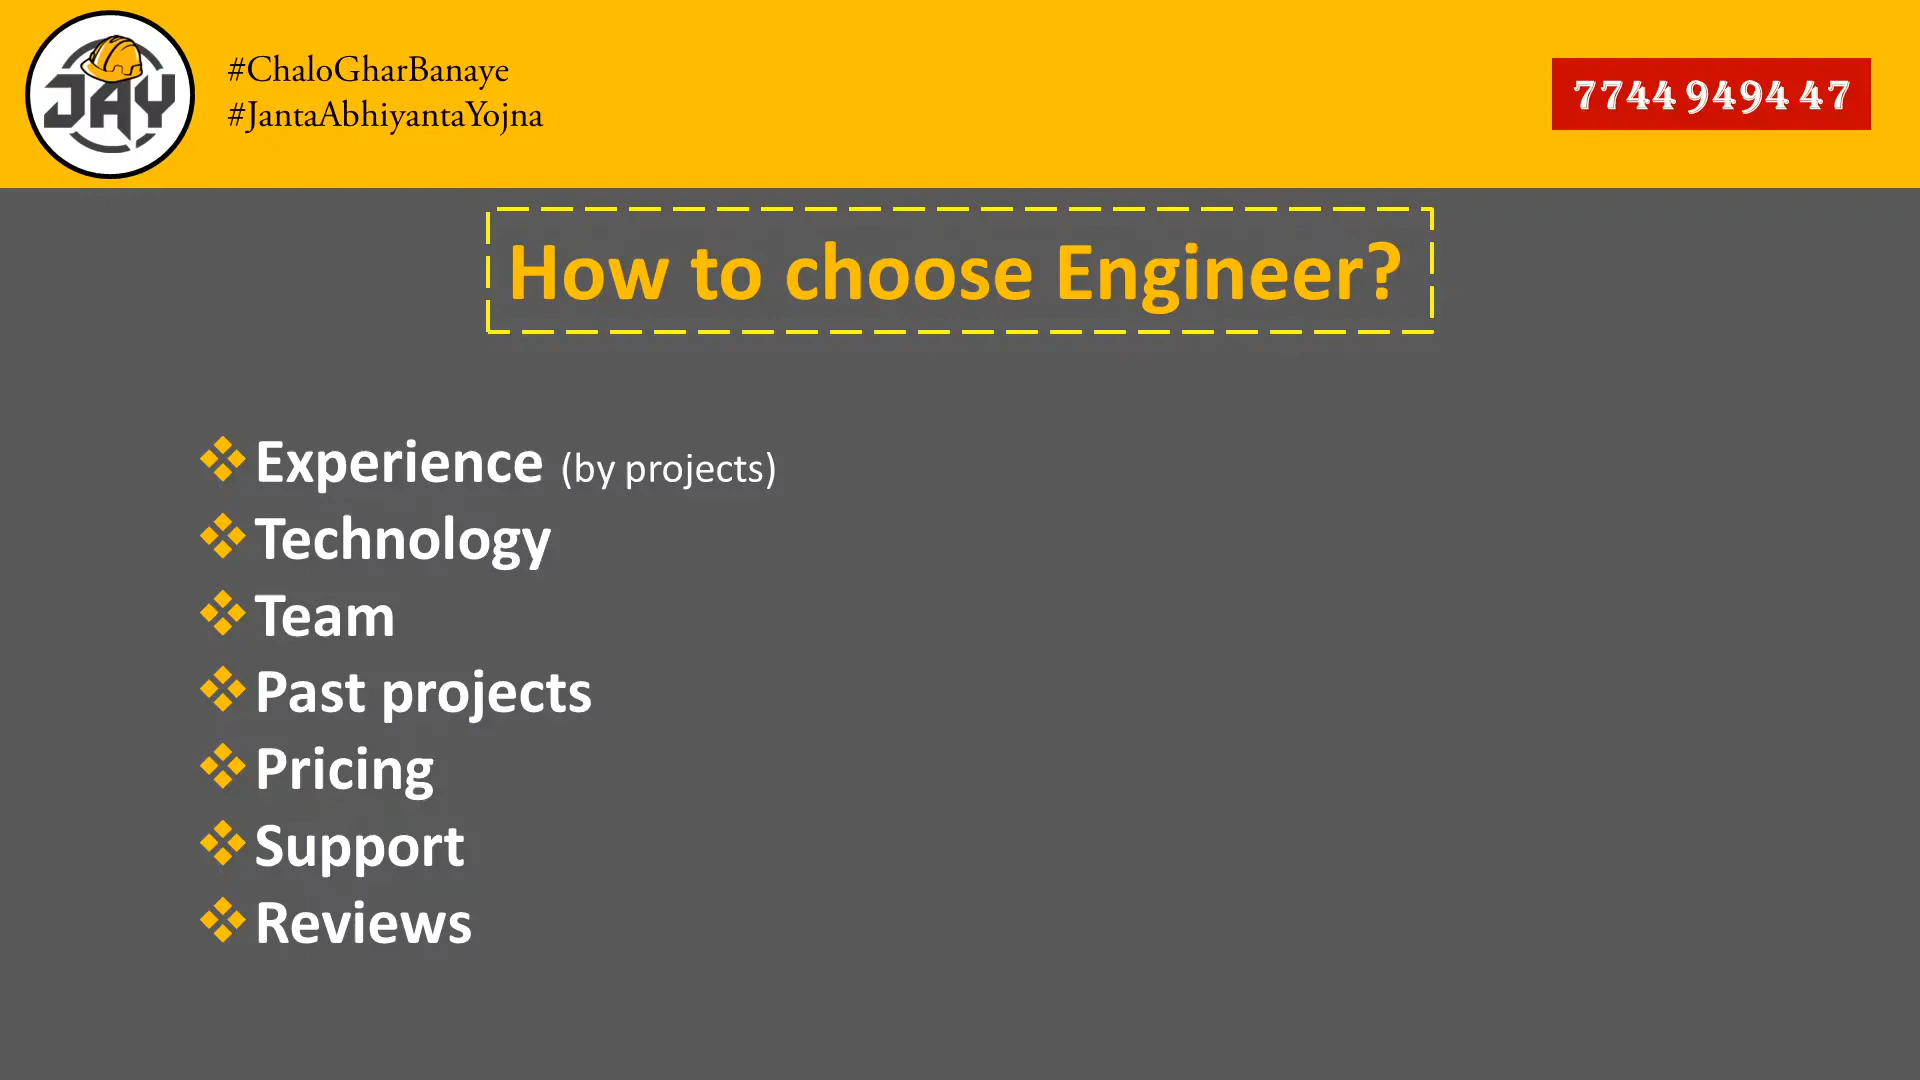 JAY
#ChaloGharBanaye
#JantaAbhiyantaYojna
7744 9494 47
How to choose Engineer?
Experience (by projects)
Technology
Team
Past projects
Pricing
Support
Reviews